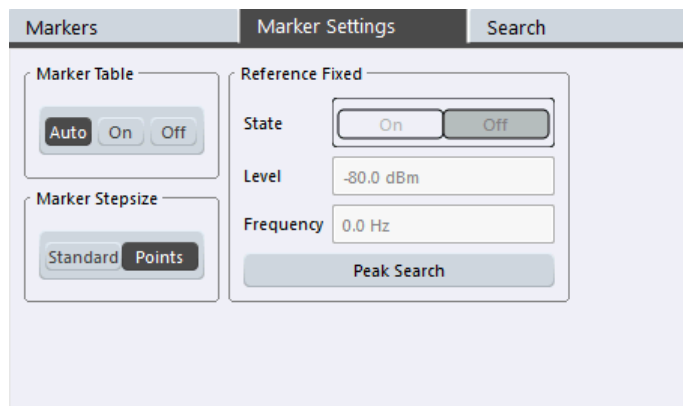 Markers
Marker Settings
Search
Marker Table
Auto On Off
Marker Stepsize
Standard Points
Reference Fixed
State On Off
Level -80.0 dBm
Frequency 0.0 Hz
Peak Search